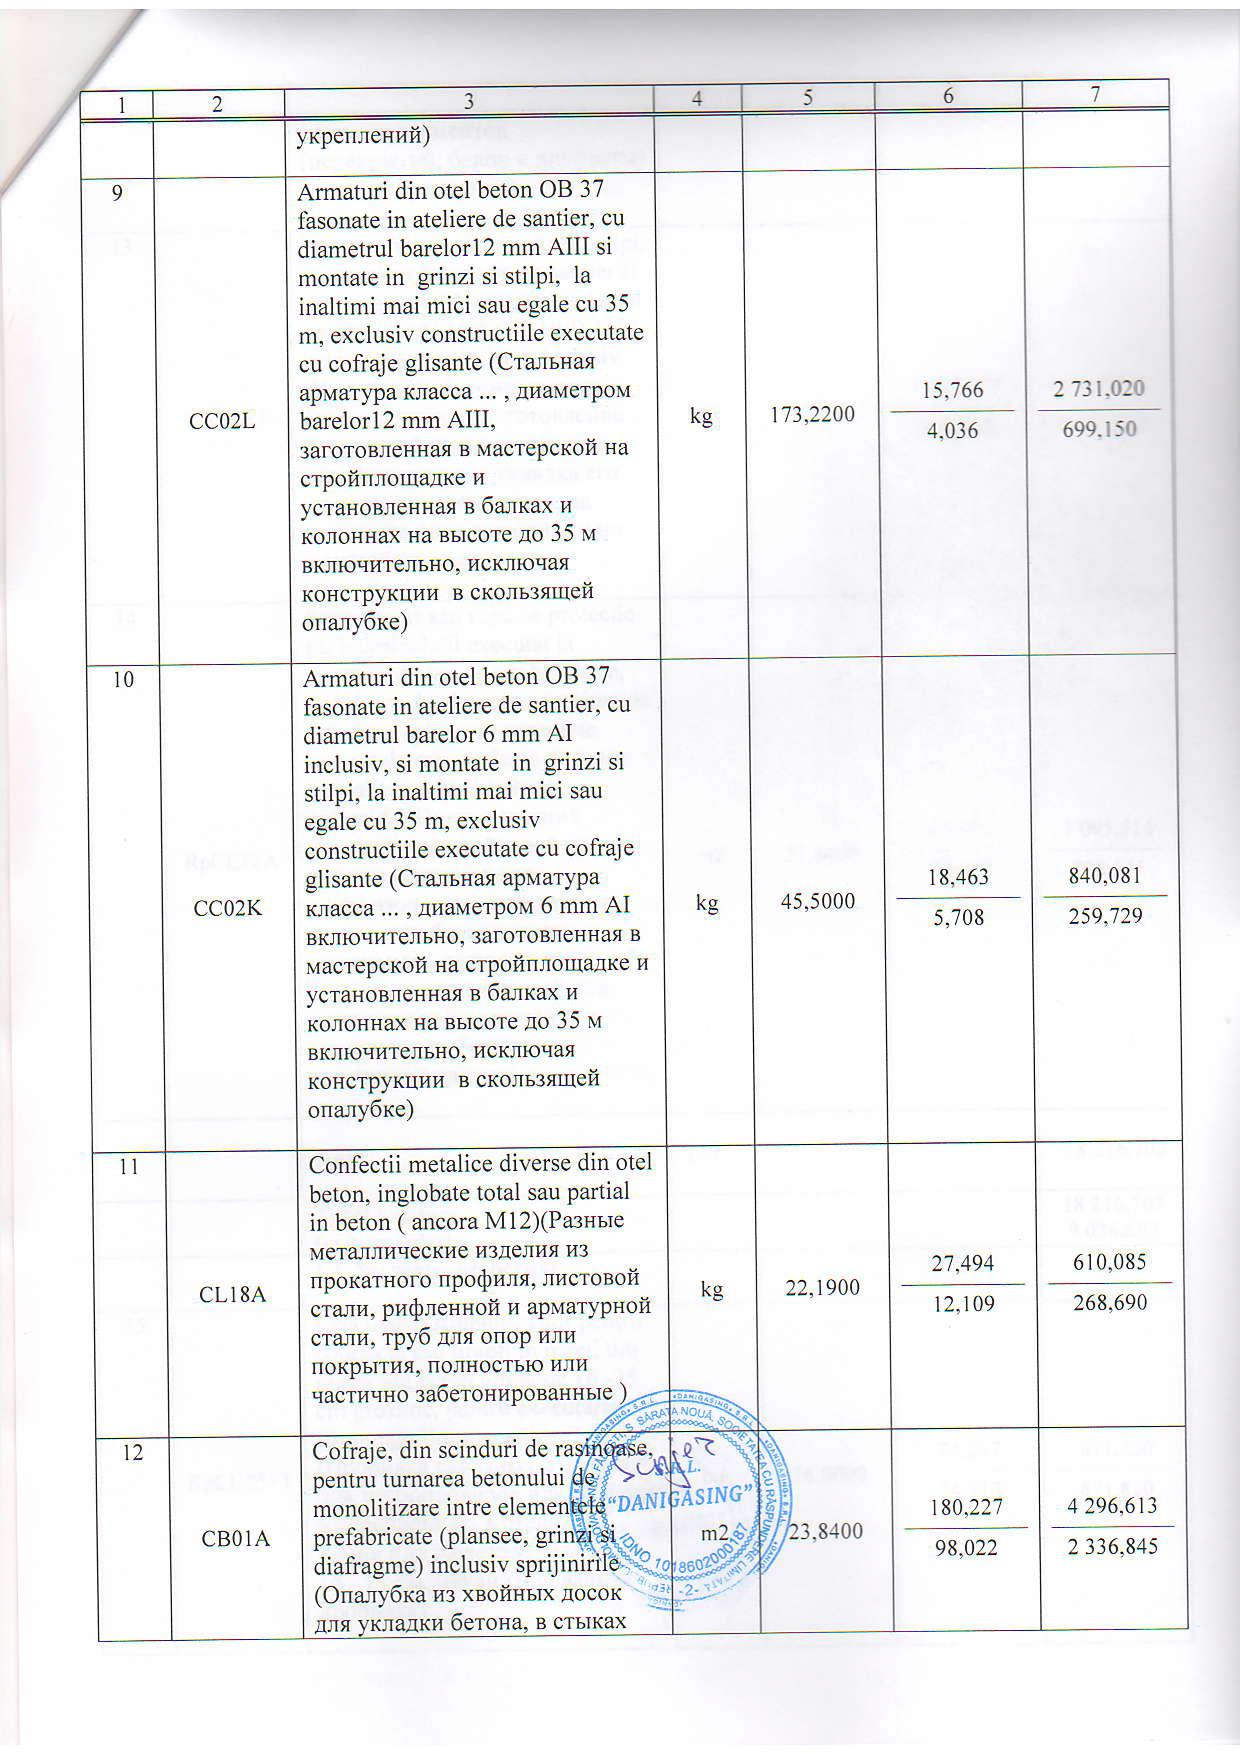 1 2 3 4 5 6 7
укреплений)
9
CC02L
Armaturi din otel beton OB 37
fasonate in ateliere de santier, cu
diametrul barelor12 mm AIII si
montate in grinzi si stilpi, la
inaltimi mai mici sau egale cu 35
m, exclusiv constructiile executate
cu cofraje glisante (Стальная
арматура класса ... , диаметром
barelor12 mm AIII,
заготовленная в мастерской на
стройплощадке и
установленная в балках и
колоннах на высоте до 35 м
включительно, исключая
конструкции в скользящей
опалубке)
kg
173,2200
15,766
4,036
2 731,020
699,150
10
CC02K
Armaturi din otel beton OB 37
fasonate in ateliere de santier, cu
diametrul barelor 6 mm AI
inclusiv, si montate in grinzi si
stilpi, la inaltimi mai mici sau
egale cu 35 m, exclusiv
constructiile executate cu cofraje
glisante (Стальная арматура
класса ... , диаметром 6 mm AI
включительно, заготовленная в
мастерской на стройплощадке и
установленная в балках и
колоннах на высоте до 35 м
включительно, исключая
конструкции в скользящей
опалубке)
kg
45,5000
18,463
5,708
840,081
259,729
11
CL18A
Confectii metalice diverse din otel
beton, inglobate total sau partial
in beton ( ancora M12)(Разные
металлические изделия из
прокатного профиля, листовой
стали, рифленной и арматурной
стали, труб для опор или
покрытия, полностью или
частично забетонированные )
kg
22,1900
27,494
12,109
610,085
268,690
12
CB01A
Cofraje, din scinduri de rasinoase,
pentru turnarea betonului de
monolitizare intre elementele
prefabricate (plansee, grinzi si
diafragme) inclusiv sprijinirile
(Опалубка из хвойных досок
для укладки бетона, в стыках
m2
23,8400
180,227
98,022
4 296,613
2 336,845
S. SĂRATA NOUĂ, SOCIETATEA CU RĂSPUNDERE LIMITATĂ
S.R.L.
"DANIGASING"
IDNO 1018602000187
-2-